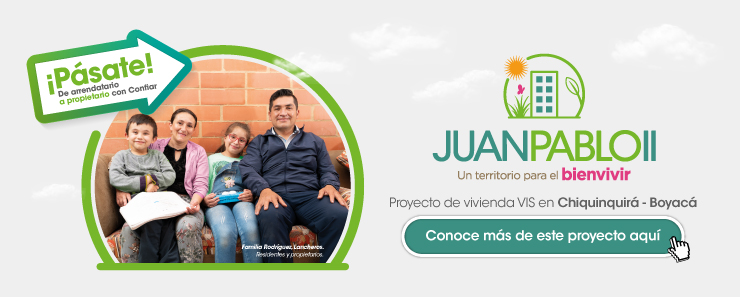 ¡Pásate!
De arrendatario
a propietario con Confiar
Familia Rodríguez Lancheros.
Residentes y propietarios.
JUANPABLOII
Un territorio para el bienvivir
Proyecto de vivienda VIS en Chiquinquirá - Boyacá
Conoce más de este proyecto aquí